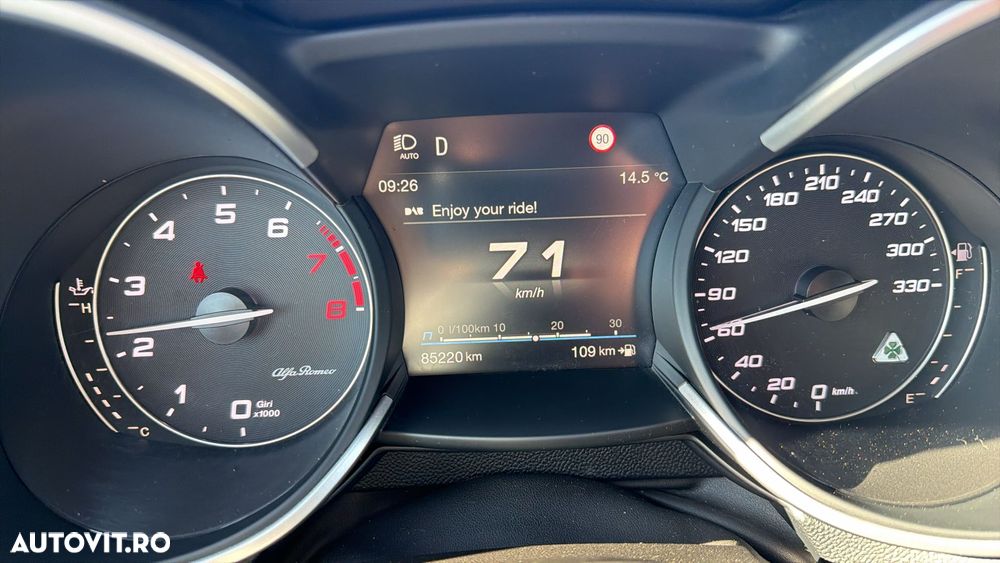 AUTO D 90
09:26 14.5 °C
DAB Enjoy your ride!
71
km/h
0 l/100km 10 20 30
85220 km 109 km
8
7
6
5
4
3
2
1
0 Giri x1000
Alfa Romeo
H
C
0 km/h
20
40
60
90
120
150
180
210
240
270
300
330
F
E
AUTOVIT.RO